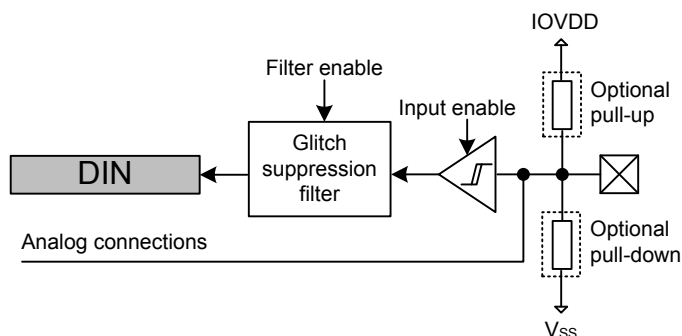 IOVDD
Filter enable
Optional
pull-up
Input enable
Glitch
suppression
filter
DIN
Analog connections
Optional
pull-down
VSS